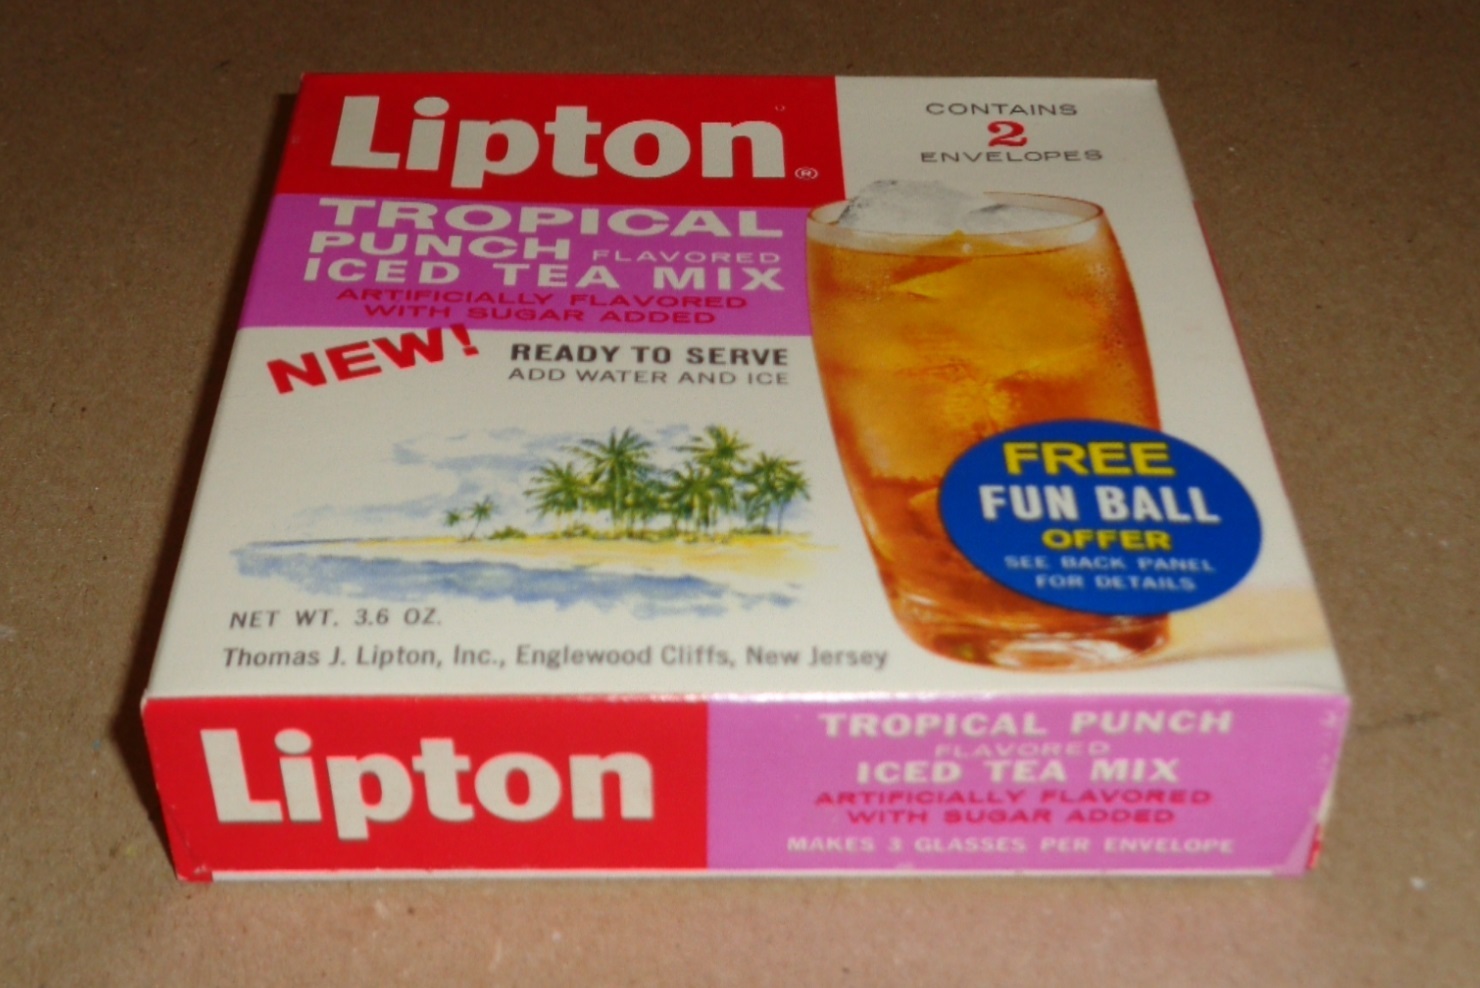 Lipton®
CONTAINS
2
ENVELOPES
TROPICAL
PUNCH FLAVORED
ICED TEA MIX
ARTIFICIALLY FLAVORED
WITH SUGAR ADDED
NEW!
READY TO SERVE
ADD WATER AND ICE
FREE
FUN BALL
OFFER
SEE BACK PANEL
FOR DETAILS
NET WT. 3.6 OZ.
Thomas J. Lipton, Inc., Englewood Cliffs, New Jersey
Lipton
TROPICAL PUNCH
FLAVORED
ICED TEA MIX
ARTIFICIALLY FLAVORED
WITH SUGAR ADDED
MAKES 3 GLASSES PER ENVELOPE